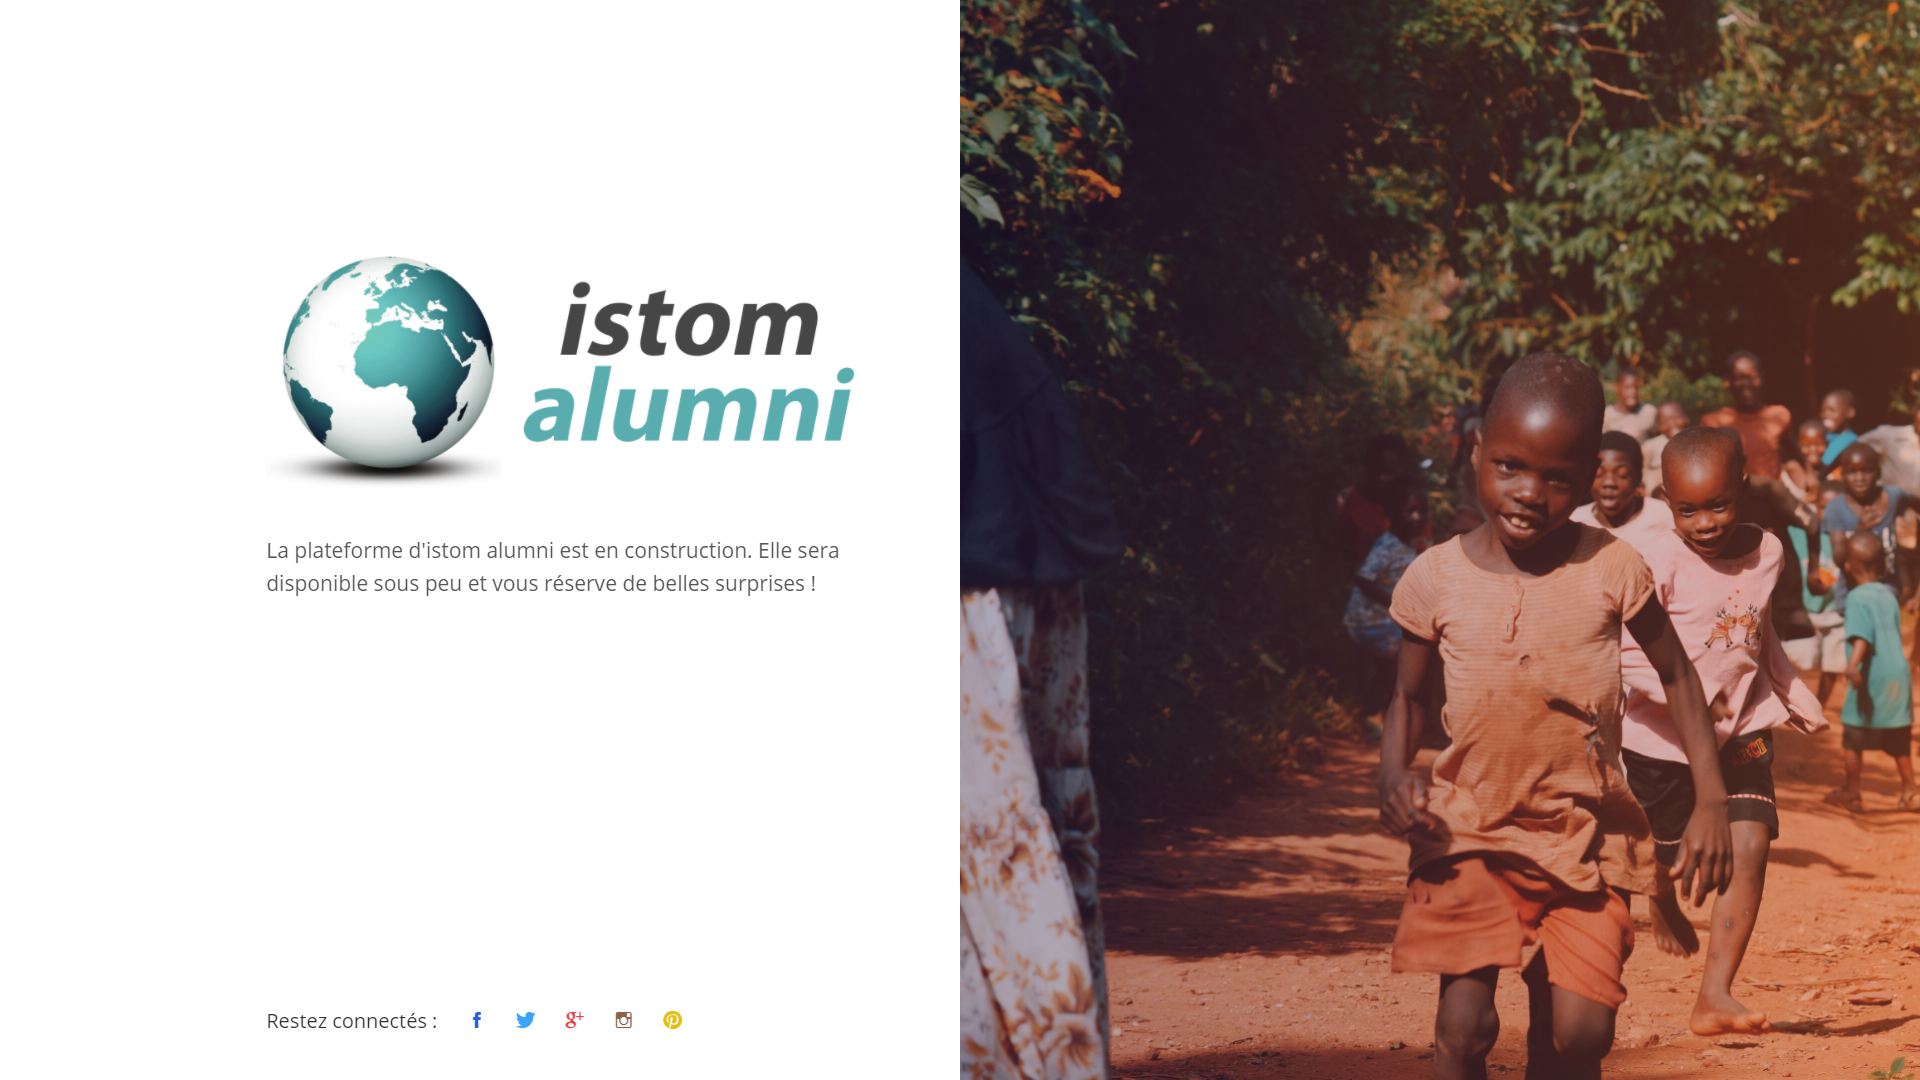 istom
alumni
La plateforme d'istom alumni est en construction. Elle sera
disponible sous peu et vous réserve de belles surprises !
Restez connectés :